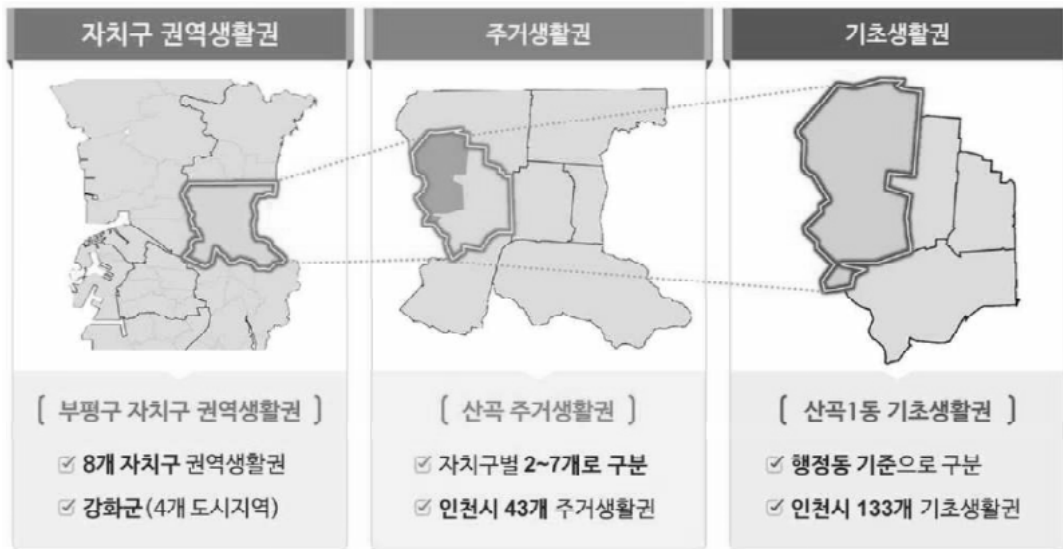 자치구 권역생활권
주거생활권
기초생활권
[ 부평구 자치구 권역생활권 ]
8개 자치구 권역생활권
강화군(4개 도시지역)
[ 산곡 주거생활권 ]
자치구별 2~7개로 구분
인천시 43개 주거생활권
[ 산곡1동 기초생활권 ]
행정동 기준으로 구분
인천시 133개 기초생활권